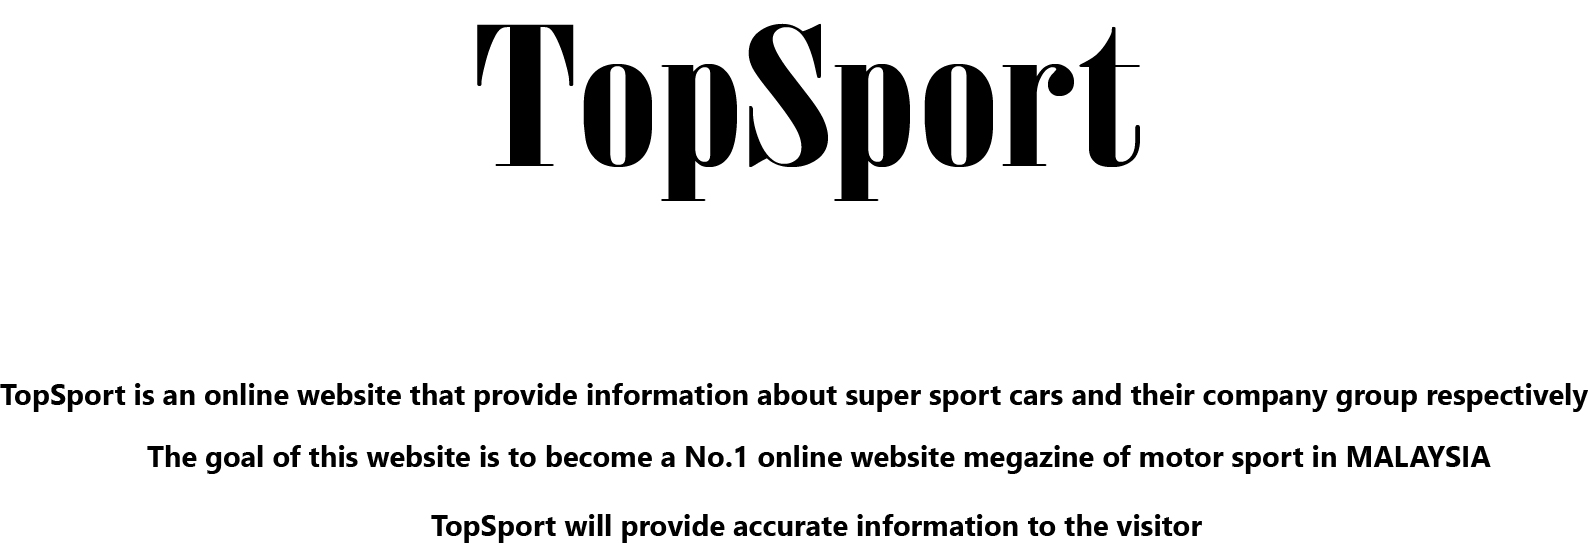 TopSport
TopSport is an online website that provide information about super sport cars and their company group respectively
The goal of this website is to become a No.1 online website megazine of motor sport in MALAYSIA
TopSport will provide accurate information to the visitor